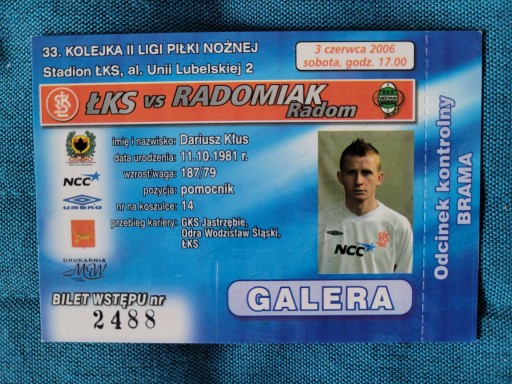 33. KOLEJKA II LIGI PIŁKI NOŻNEJ
Stadion ŁKS, al. Unii Lubelskiej 2
3 czerwca 2006
sobota, godz. 17.00
ŁKS vs RADOMIAK
Radom
imię i nazwisko: Dariusz Kłus
data urodzenia: 11.10.1981 r.
wzrost/waga: 187/79
pozycja: pomocnik
nr na koszulce: 14
przebieg kariery: GKS Jastrzębie,
Odra Wodzisław Śląski,
ŁKS
NCC
UMBRO
DRUKARNIA
MGW
NCC
BILET WSTĘPU nr
2488
GALERA
Odcinek kontrolny
BRAMA